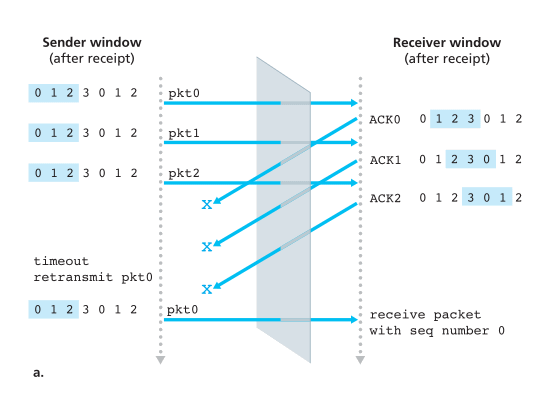 Sender window
(after receipt)
Receiver window
(after receipt)
0 1 2 3 0 1 2
pkt0
ACK0
0 1 2 3 0 1 2
0 1 2 3 0 1 2
pkt1
ACK1
0 1 2 3 0 1 2
0 1 2 3 0 1 2
pkt2
ACK2
0 1 2 3 0 1 2
x
x
x
timeout
retransmit pkt0
0 1 2 3 0 1 2
pkt0
receive packet
with seq number 0
a.